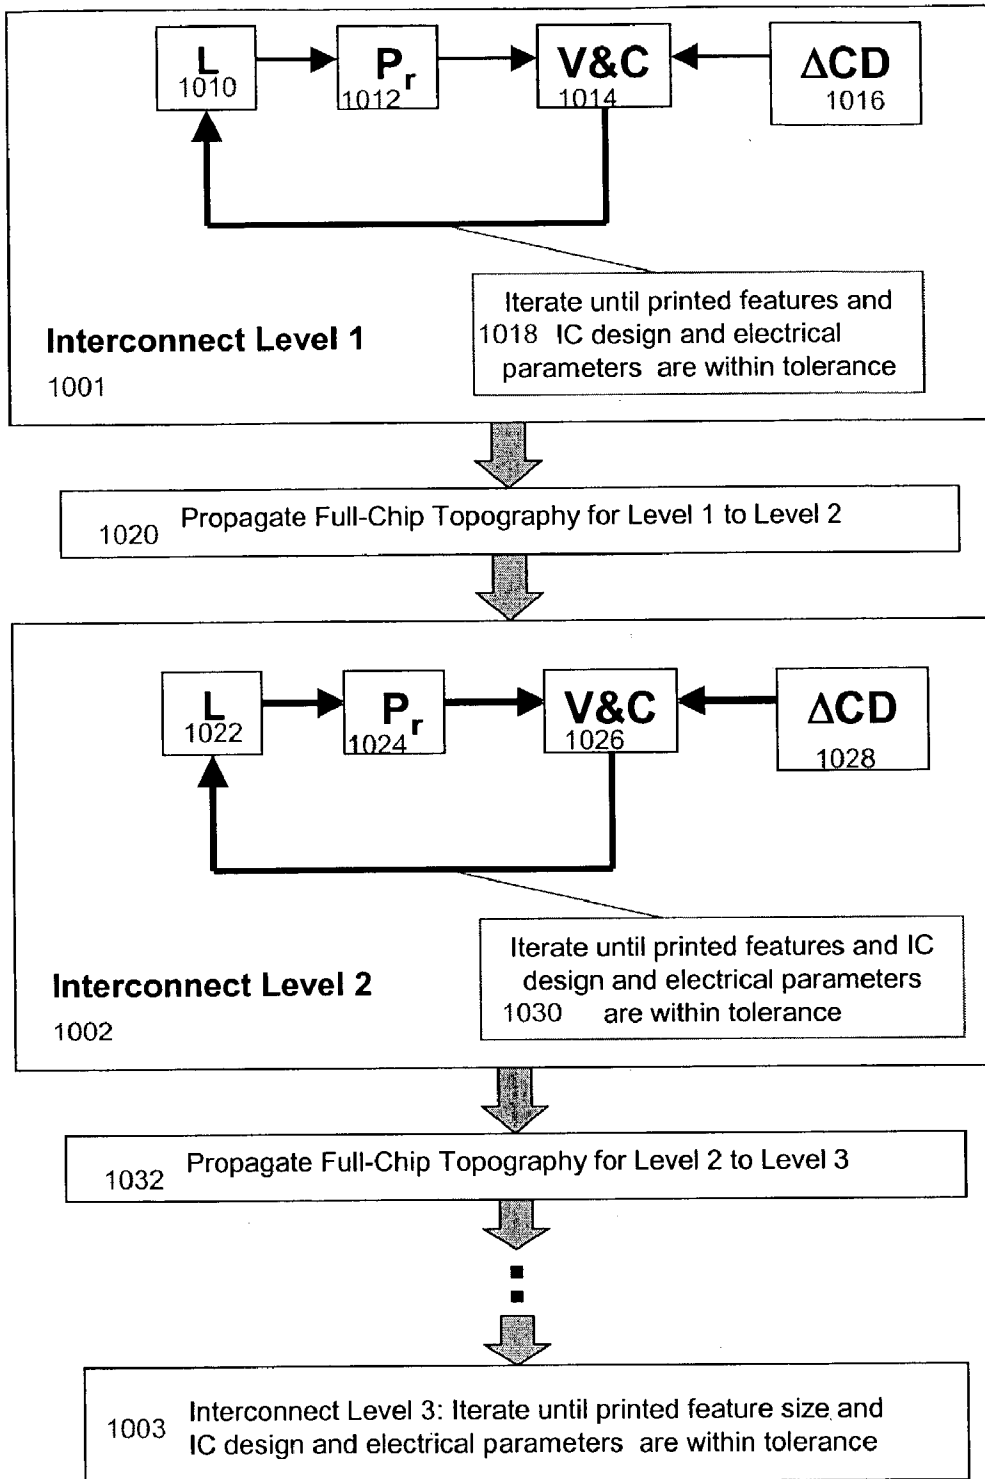 L
1010
Pr
1012
V&C
1014
ΔCD
1016
Iterate until printed features and
1018 IC design and electrical
parameters are within tolerance
Interconnect Level 1
1001
1020 Propagate Full-Chip Topography for Level 1 to Level 2
L
1022
Pr
1024
V&C
1026
ΔCD
1028
Iterate until printed features and IC
design and electrical parameters
1030 are within tolerance
Interconnect Level 2
1002
1032 Propagate Full-Chip Topography for Level 2 to Level 3
1003 Interconnect Level 3: Iterate until printed feature size and
IC design and electrical parameters are within tolerance